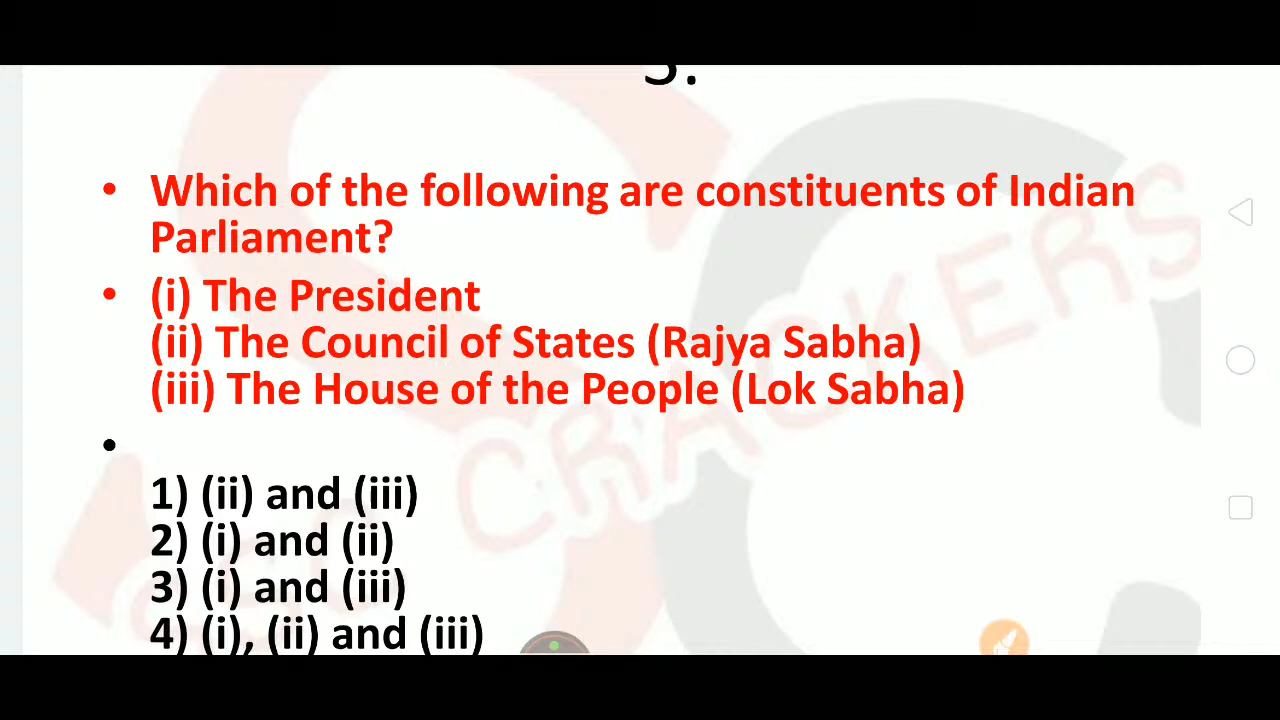 5.
• Which of the following are constituents of Indian
Parliament?
• (i) The President
(ii) The Council of States (Rajya Sabha)
(iii) The House of the People (Lok Sabha)
•
1) (ii) and (iii)
2) (i) and (ii)
3) (i) and (iii)
4) (i), (ii) and (iii)
CRACKERS